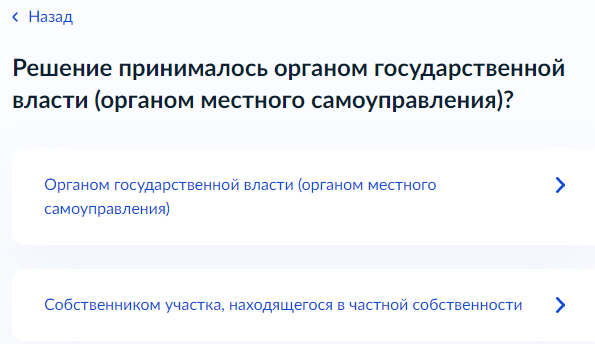 Назад
Решение принималось органом государственной
власти (органом местного самоуправления)?
Органом государственной власти (органом местного
самоуправления)
Собственником участка, находящегося в частной собственности